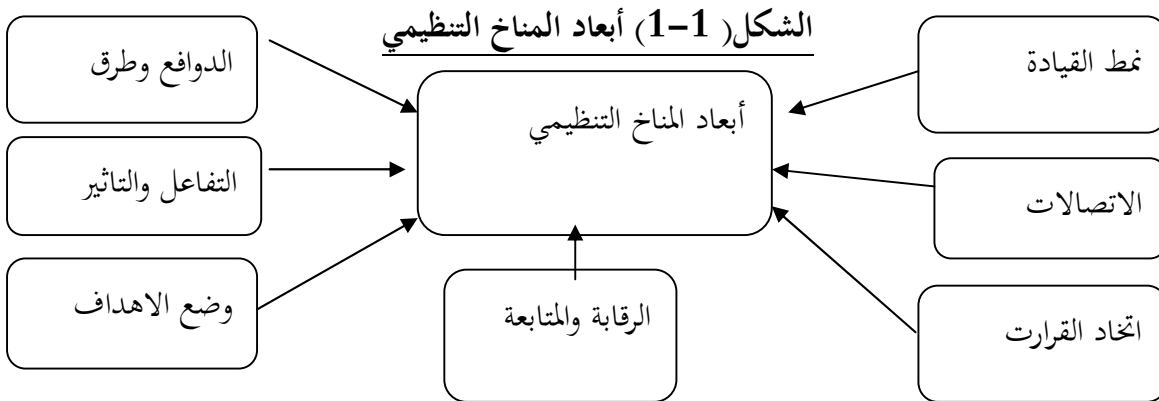 الشكل( 1-1) أبعاد المناخ التنظيمي
نمط القيادة
الدوافع وطرق
أبعاد المناخ التنظيمي
الاتصالات
التفاعل والتاثير
اتخاد القرارت
الرقابة والمتابعة
وضع الاهداف